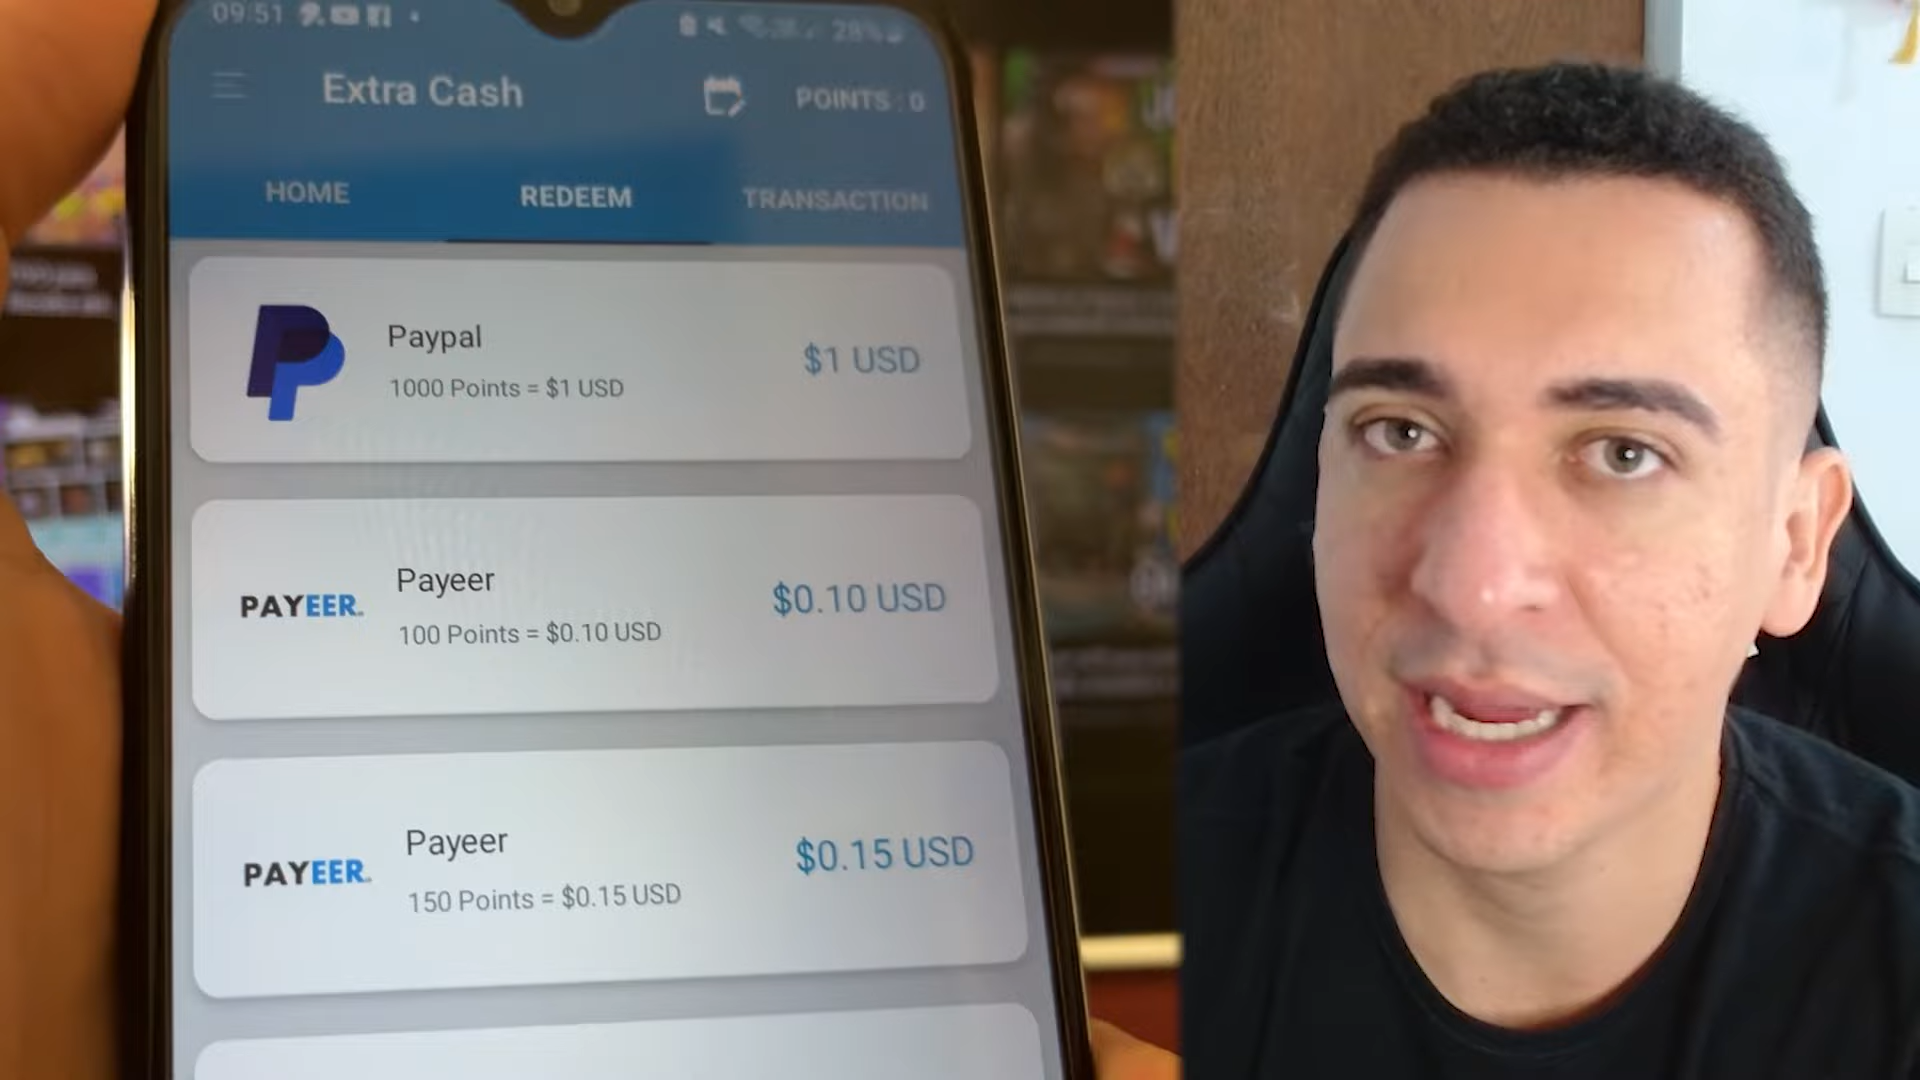 09:51
28%
Extra Cash
POINTS : 0
HOME
REDEEM
TRANSACTION
Paypal
1000 Points = $1 USD
$1 USD
PAYEER
Payeer
100 Points = $0.10 USD
$0.10 USD
PAYEER
Payeer
150 Points = $0.15 USD
$0.15 USD